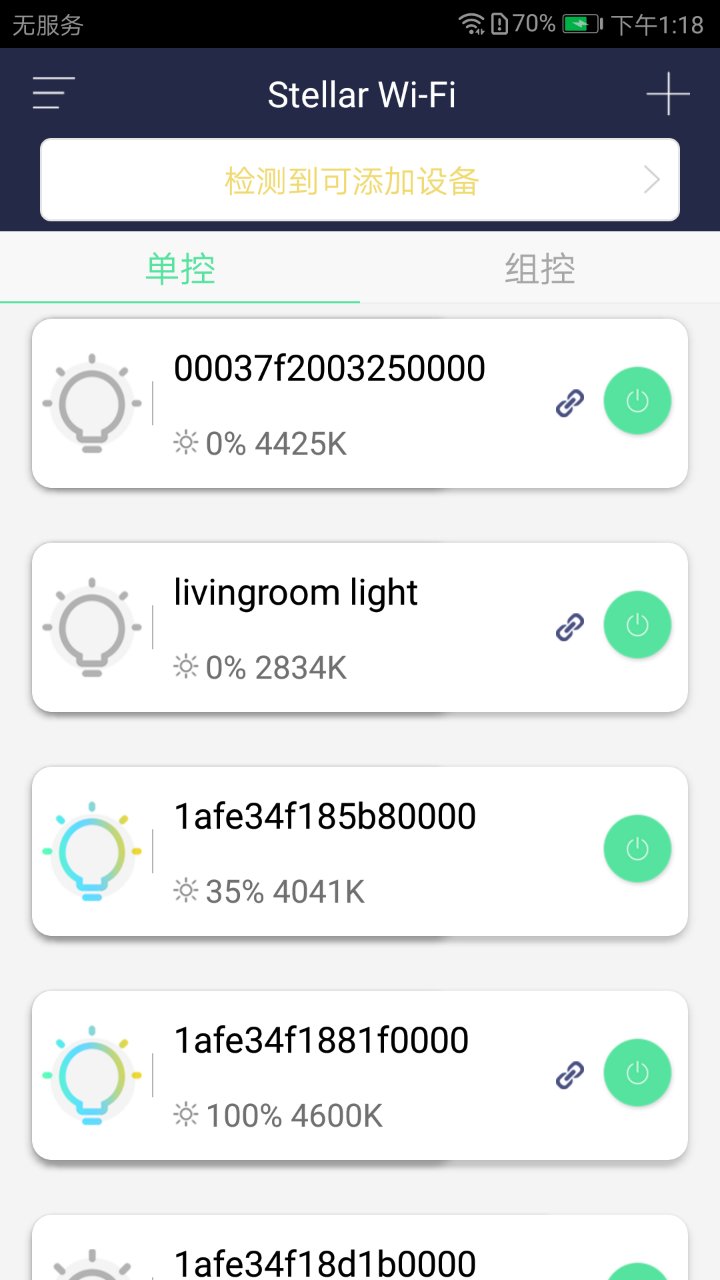 无服务 70% 下午1:18
Stellar Wi-Fi
检测到可添加设备
单控 组控
00037f2003250000
0% 4425K
livingroom light
0% 2834K
1afe34f185b80000
35% 4041K
1afe34f1881f0000
100% 4600K
1afe34f18d1b0000